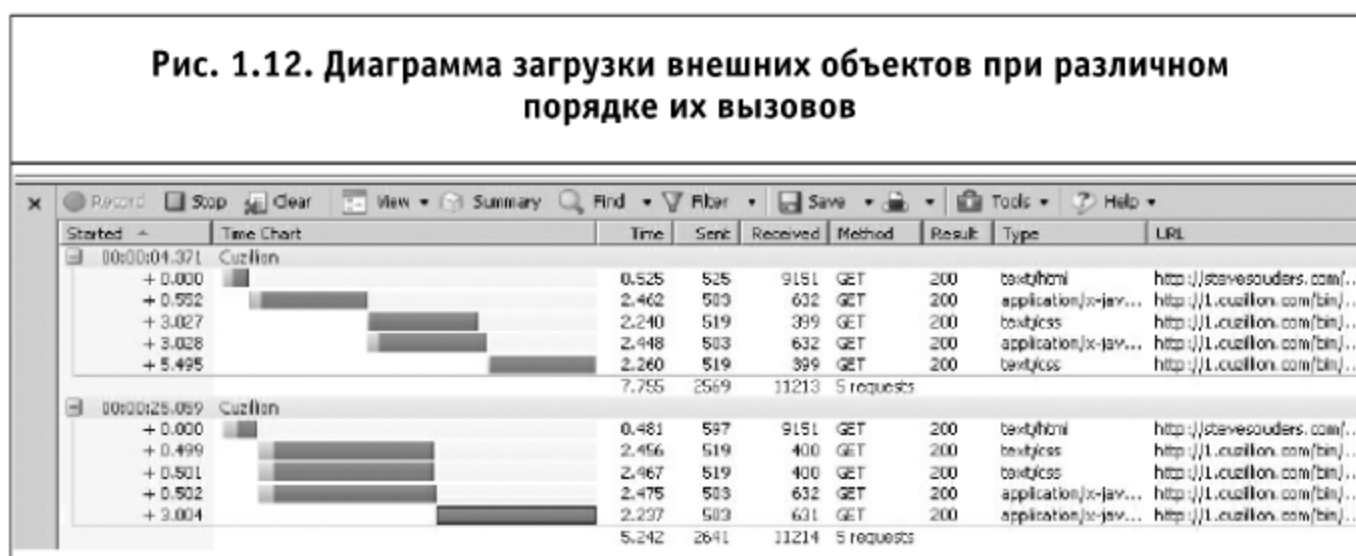 Рис. 1.12. Диаграмма загрузки внешних объектов при различном
порядке их вызовов
Record Stop Clear View Summary Find Filter Save Tools Help
Started Time Chart Time Sent Received Method Result Type URL
00:00:04.371 Cuzillion
+ 0.000 0.525 525 9151 GET 200 text/html http://stevesouders.com/...
+ 0.552 2.462 503 632 GET 200 application/x-jav... http://1.cuzillion.com/bin/...
+ 3.027 2.240 519 399 GET 200 text/css http://1.cuzillion.com/bin/...
+ 3.028 2.448 503 632 GET 200 application/x-jav... http://1.cuzillion.com/bin/...
+ 5.495 2.260 519 399 GET 200 text/css http://1.cuzillion.com/bin/...
7.755 2569 11213 5 requests
00:00:25.059 Cuzillion
+ 0.000 0.481 597 9151 GET 200 text/html http://stevesouders.com/...
+ 0.499 2.456 519 400 GET 200 text/css http://1.cuzillion.com/bin/...
+ 0.501 2.467 519 400 GET 200 text/css http://1.cuzillion.com/bin/...
+ 0.502 2.475 503 632 GET 200 application/x-jav... http://1.cuzillion.com/bin/...
+ 3.004 2.237 503 631 GET 200 application/x-jav... http://1.cuzillion.com/bin/...
5.242 2641 11214 5 requests